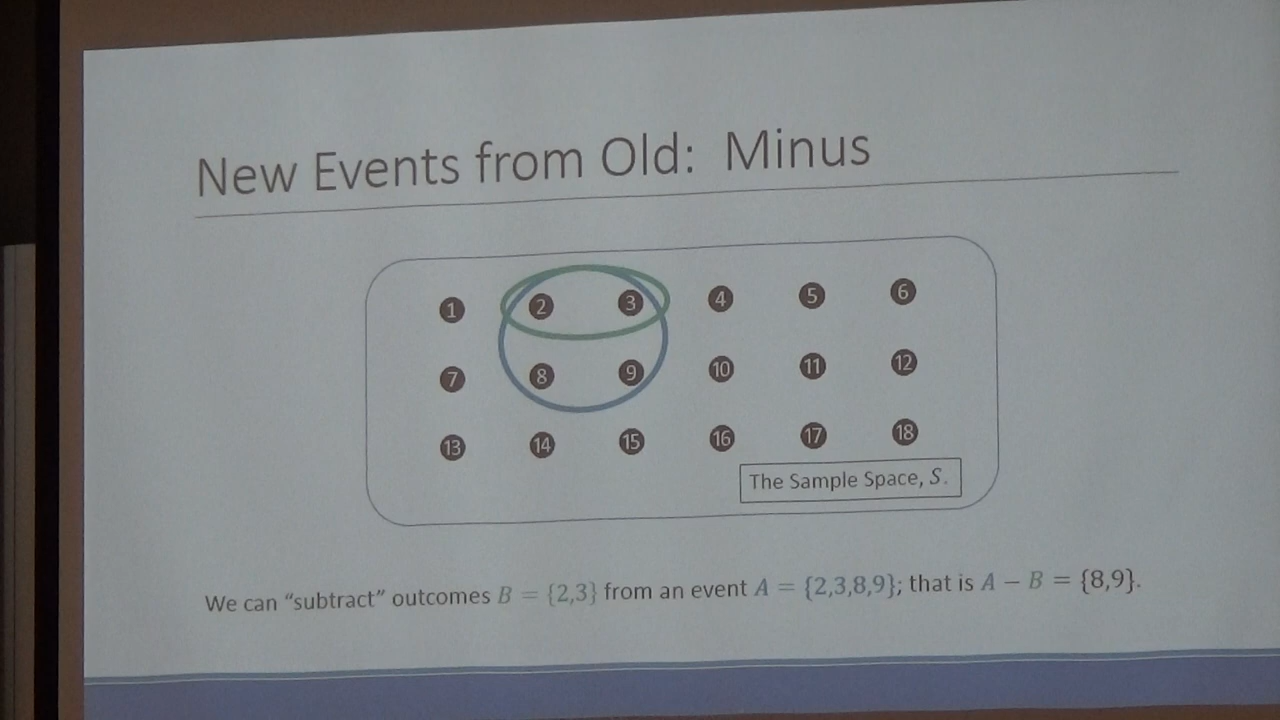 New Events from Old: Minus
1 2 3 4 5 6
7 8 9 10 11 12
13 14 15 16 17 18
The Sample Space, S.
We can “subtract” outcomes B = {2,3} from an event A = {2,3,8,9}; that is A − B = {8,9}.